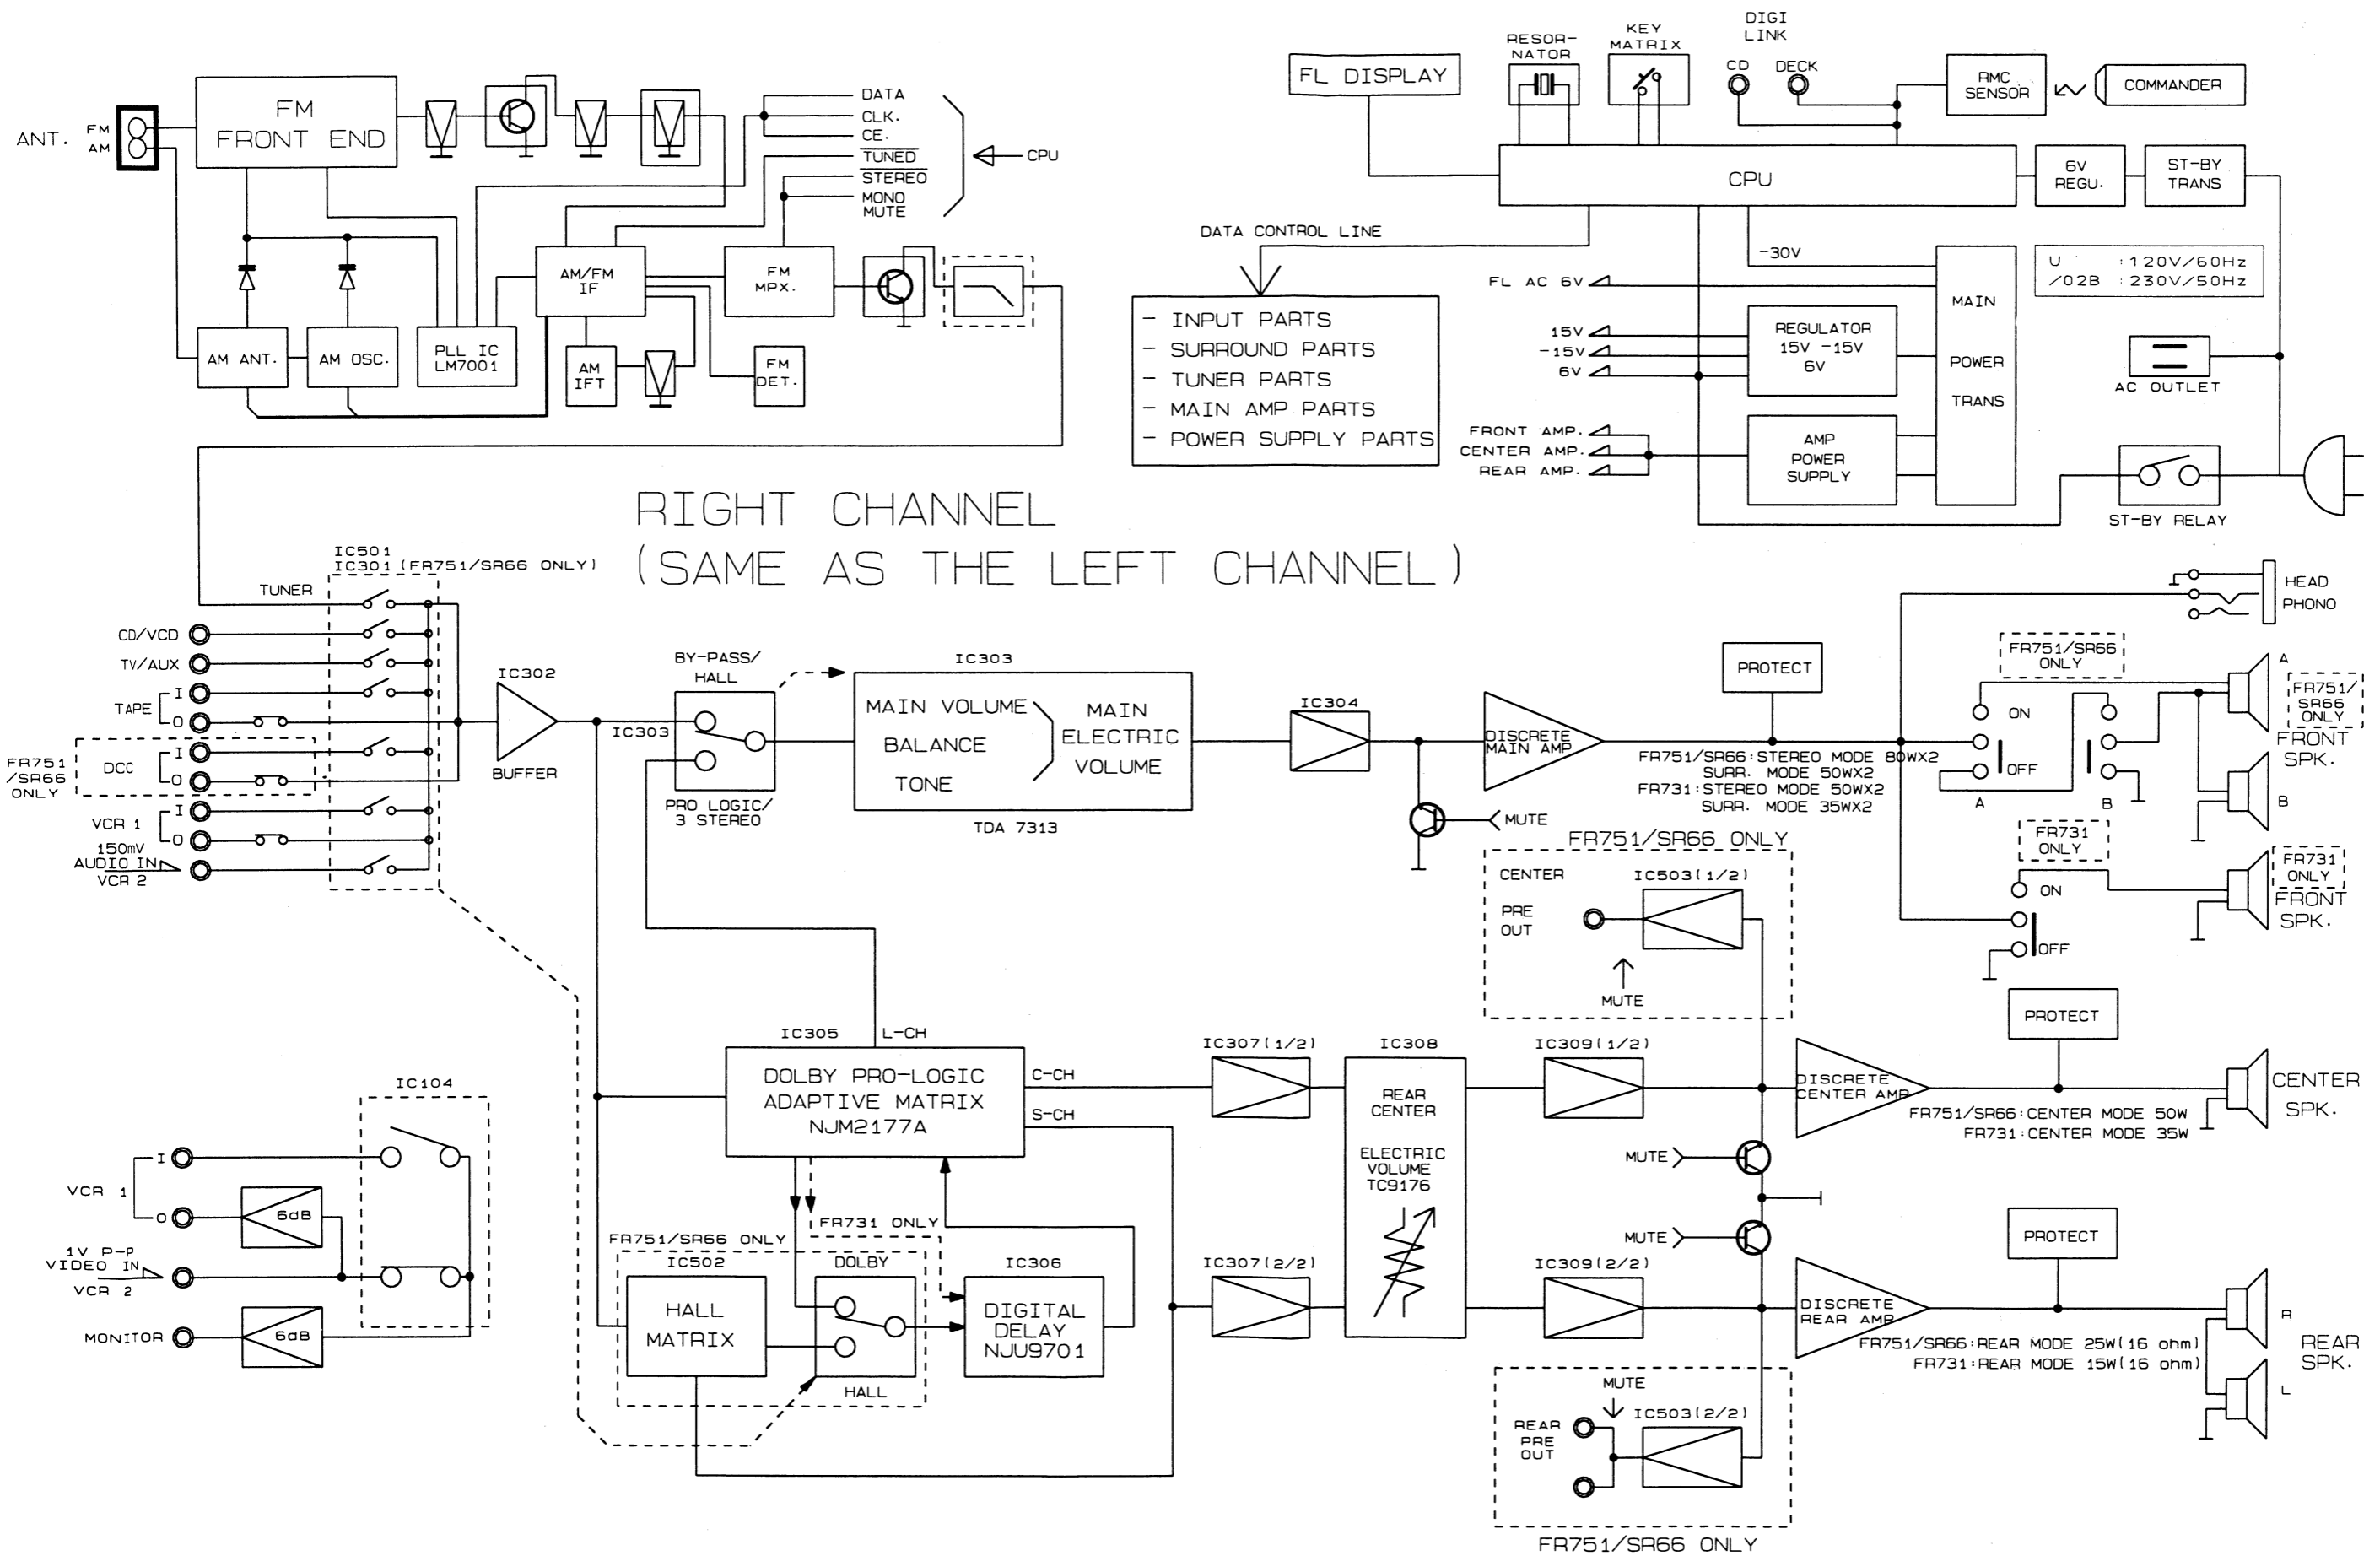 ANT.
FM
AM
FM
FRONT END
DATA
CLK.
CE.
TUNED
STEREO
MONO
MUTE
CPU
AM/FM
IF
FM
MPX.
AM ANT.
AM OSC.
PLL IC
LM7001
AM
IFT
FM
DET.
FL DISPLAY
RESOR-
NATOR
KEY
MATRIX
DIGI
LINK
CD
DECK
RMC
SENSOR
COMMANDER
CPU
6V
REGU.
ST-BY
TRANS
DATA CONTROL LINE
- INPUT PARTS
- SURROUND PARTS
- TUNER PARTS
- MAIN AMP PARTS
- POWER SUPPLY PARTS
-30V
FL AC 6V
15V
-15V
6V
REGULATOR
15V -15V
6V
MAIN
POWER
TRANS
FRONT AMP.
CENTER AMP.
REAR AMP.
AMP
POWER
SUPPLY
U :120V/60Hz
/02B :230V/50Hz
AC OUTLET
ST-BY RELAY
RIGHT CHANNEL
(SAME AS THE LEFT CHANNEL)
IC501
IC301(FR751/SR66 ONLY)
TUNER
CD/VCD
TV/AUX
TAPE
I
O
FR751
/SR66
ONLY
DCC
I
O
VCR 1
I
O
150mV
AUDIO IN
VCR 2
IC302
BUFFER
BY-PASS/
HALL
IC303
PRO LOGIC/
3 STEREO
IC303
MAIN VOLUME
BALANCE
TONE
MAIN
ELECTRIC
VOLUME
TDA 7313
IC304
DISCRETE
MAIN AMP
MUTE
PROTECT
FR751/SR66:STEREO MODE 80WX2
SURR. MODE 50WX2
FR731:STEREO MODE 50WX2
SURR. MODE 35WX2
HEAD
PHONO
FR751/SR66
ONLY
ON
OFF
A
B
A
FR751/
SR66
ONLY
FRONT
SPK.
B
FR731
ONLY
ON
OFF
FR731
ONLY
FRONT
SPK.
FR751/SR66 ONLY
CENTER
PRE
OUT
IC503(1/2)
MUTE
IC305
L-CH
DOLBY PRO-LOGIC
ADAPTIVE MATRIX
NJM2177A
C-CH
S-CH
IC307(1/2)
IC308
REAR
CENTER
ELECTRIC
VOLUME
TC9176
IC309(1/2)
DISCRETE
CENTER AMP
PROTECT
FR751/SR66:CENTER MODE 50W
FR731:CENTER MODE 35W
CENTER
SPK.
MUTE
MUTE
IC104
VCR 1
I
O
6dB
1V P-P
VIDEO IN
VCR 2
MONITOR
6dB
FR731 ONLY
FR751/SR66 ONLY
IC502
HALL
MATRIX
DOLBY
HALL
IC306
DIGITAL
DELAY
NJU9701
IC307(2/2)
IC309(2/2)
DISCRETE
REAR AMP
PROTECT
FR751/SR66:REAR MODE 25W(16 ohm)
FR731:REAR MODE 15W(16 ohm)
R
L
REAR
SPK.
MUTE
REAR
PRE
OUT
IC503(2/2)
FR751/SR66 ONLY